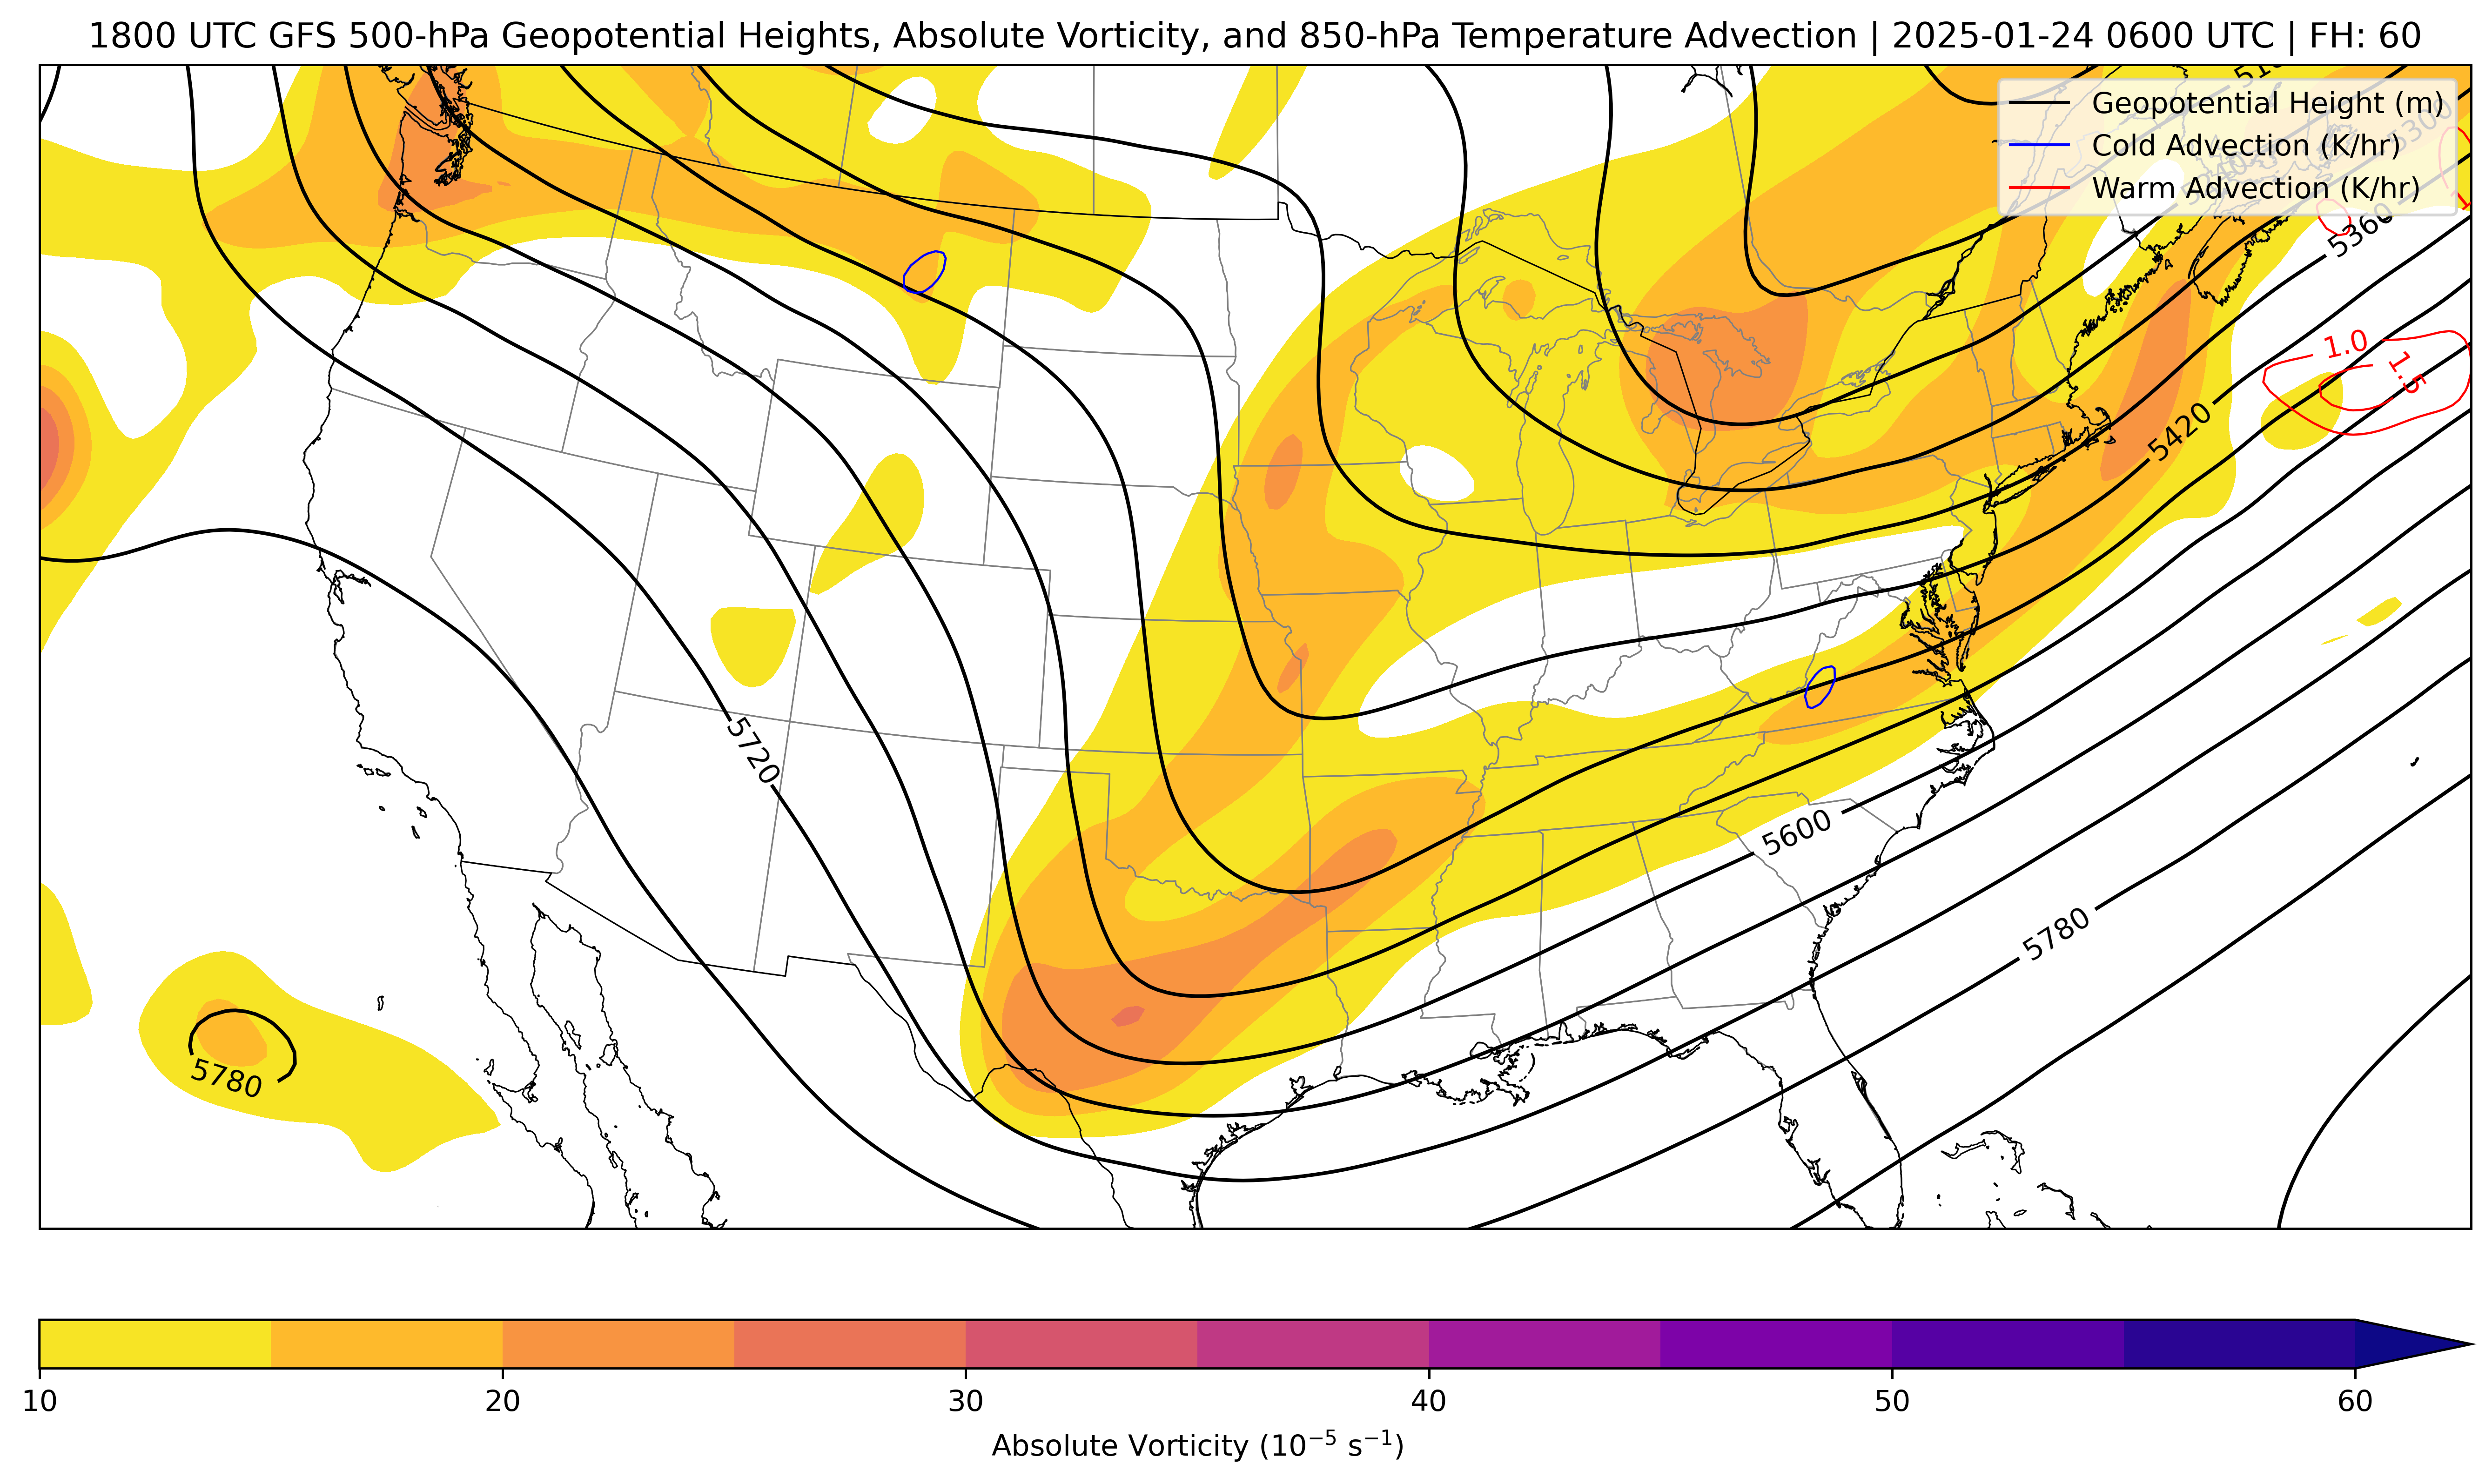 1800 UTC GFS 500-hPa Geopotential Heights, Absolute Vorticity, and 850-hPa Temperature Advection | 2025-01-24 0600 UTC | FH: 60
Geopotential Height (m)
Cold Advection (K/hr)
Warm Advection (K/hr)
5300
5360
1.0
1.5
5420
5720
5600
5780
5780
10 20 30 40 50 60
Absolute Vorticity (10⁻⁵ s⁻¹)